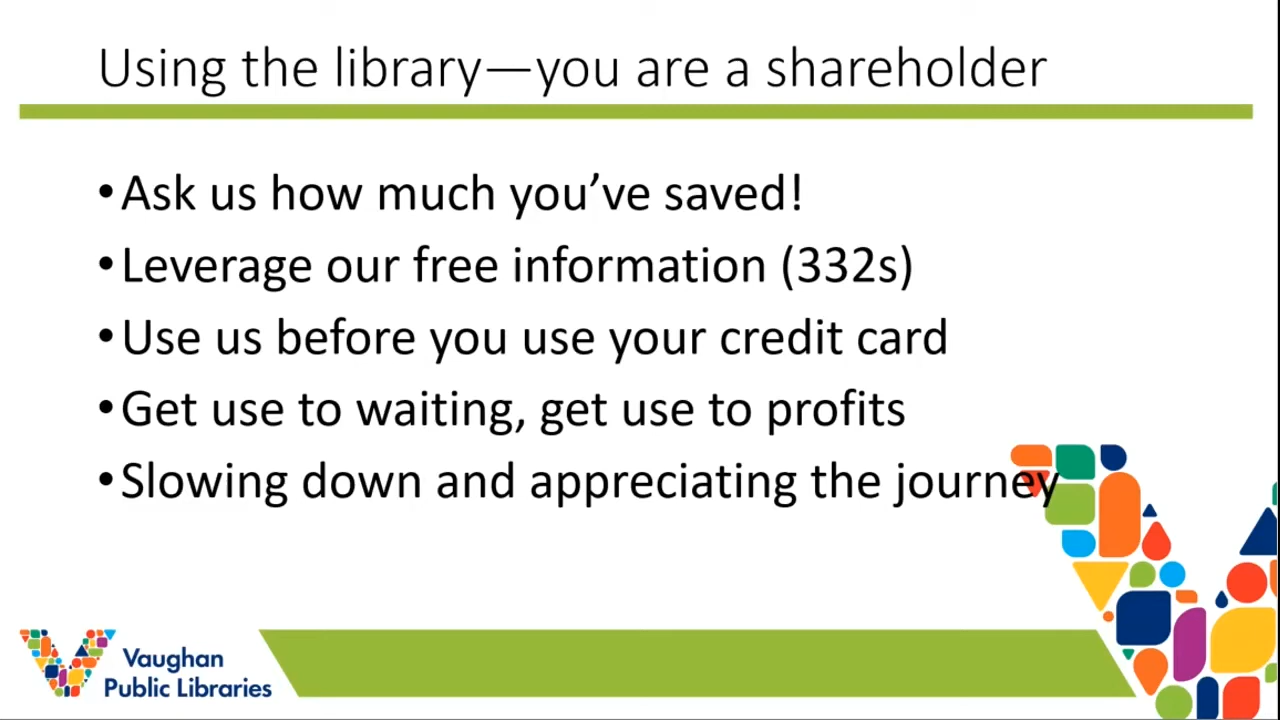 Using the library—you are a shareholder
•Ask us how much you’ve saved!
•Leverage our free information (332s)
•Use us before you use your credit card
•Get use to waiting, get use to profits
•Slowing down and appreciating the journey
Vaughan
Public Libraries